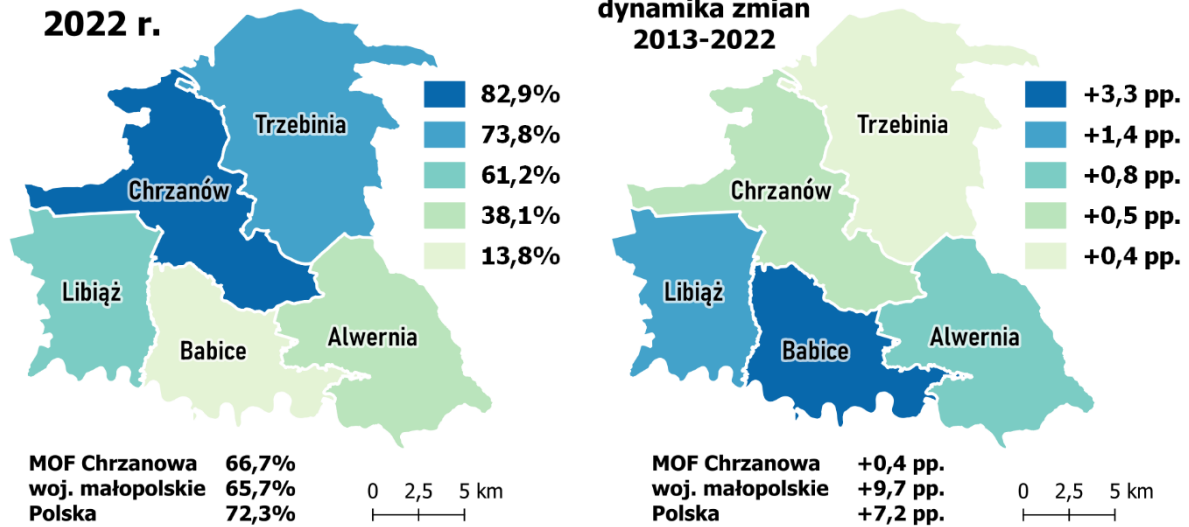 2022 r.
82,9%
73,8%
61,2%
38,1%
13,8%
Trzebinia
Chrzanów
Libiąż
Babice
Alwernia
MOF Chrzanowa 66,7%
woj. małopolskie 65,7%
Polska 72,3%
0 2,5 5 km
dynamika zmian
2013-2022
+3,3 pp.
+1,4 pp.
+0,8 pp.
+0,5 pp.
+0,4 pp.
Trzebinia
Chrzanów
Libiąż
Babice
Alwernia
MOF Chrzanowa +0,4 pp.
woj. małopolskie +9,7 pp.
Polska +7,2 pp.
0 2,5 5 km